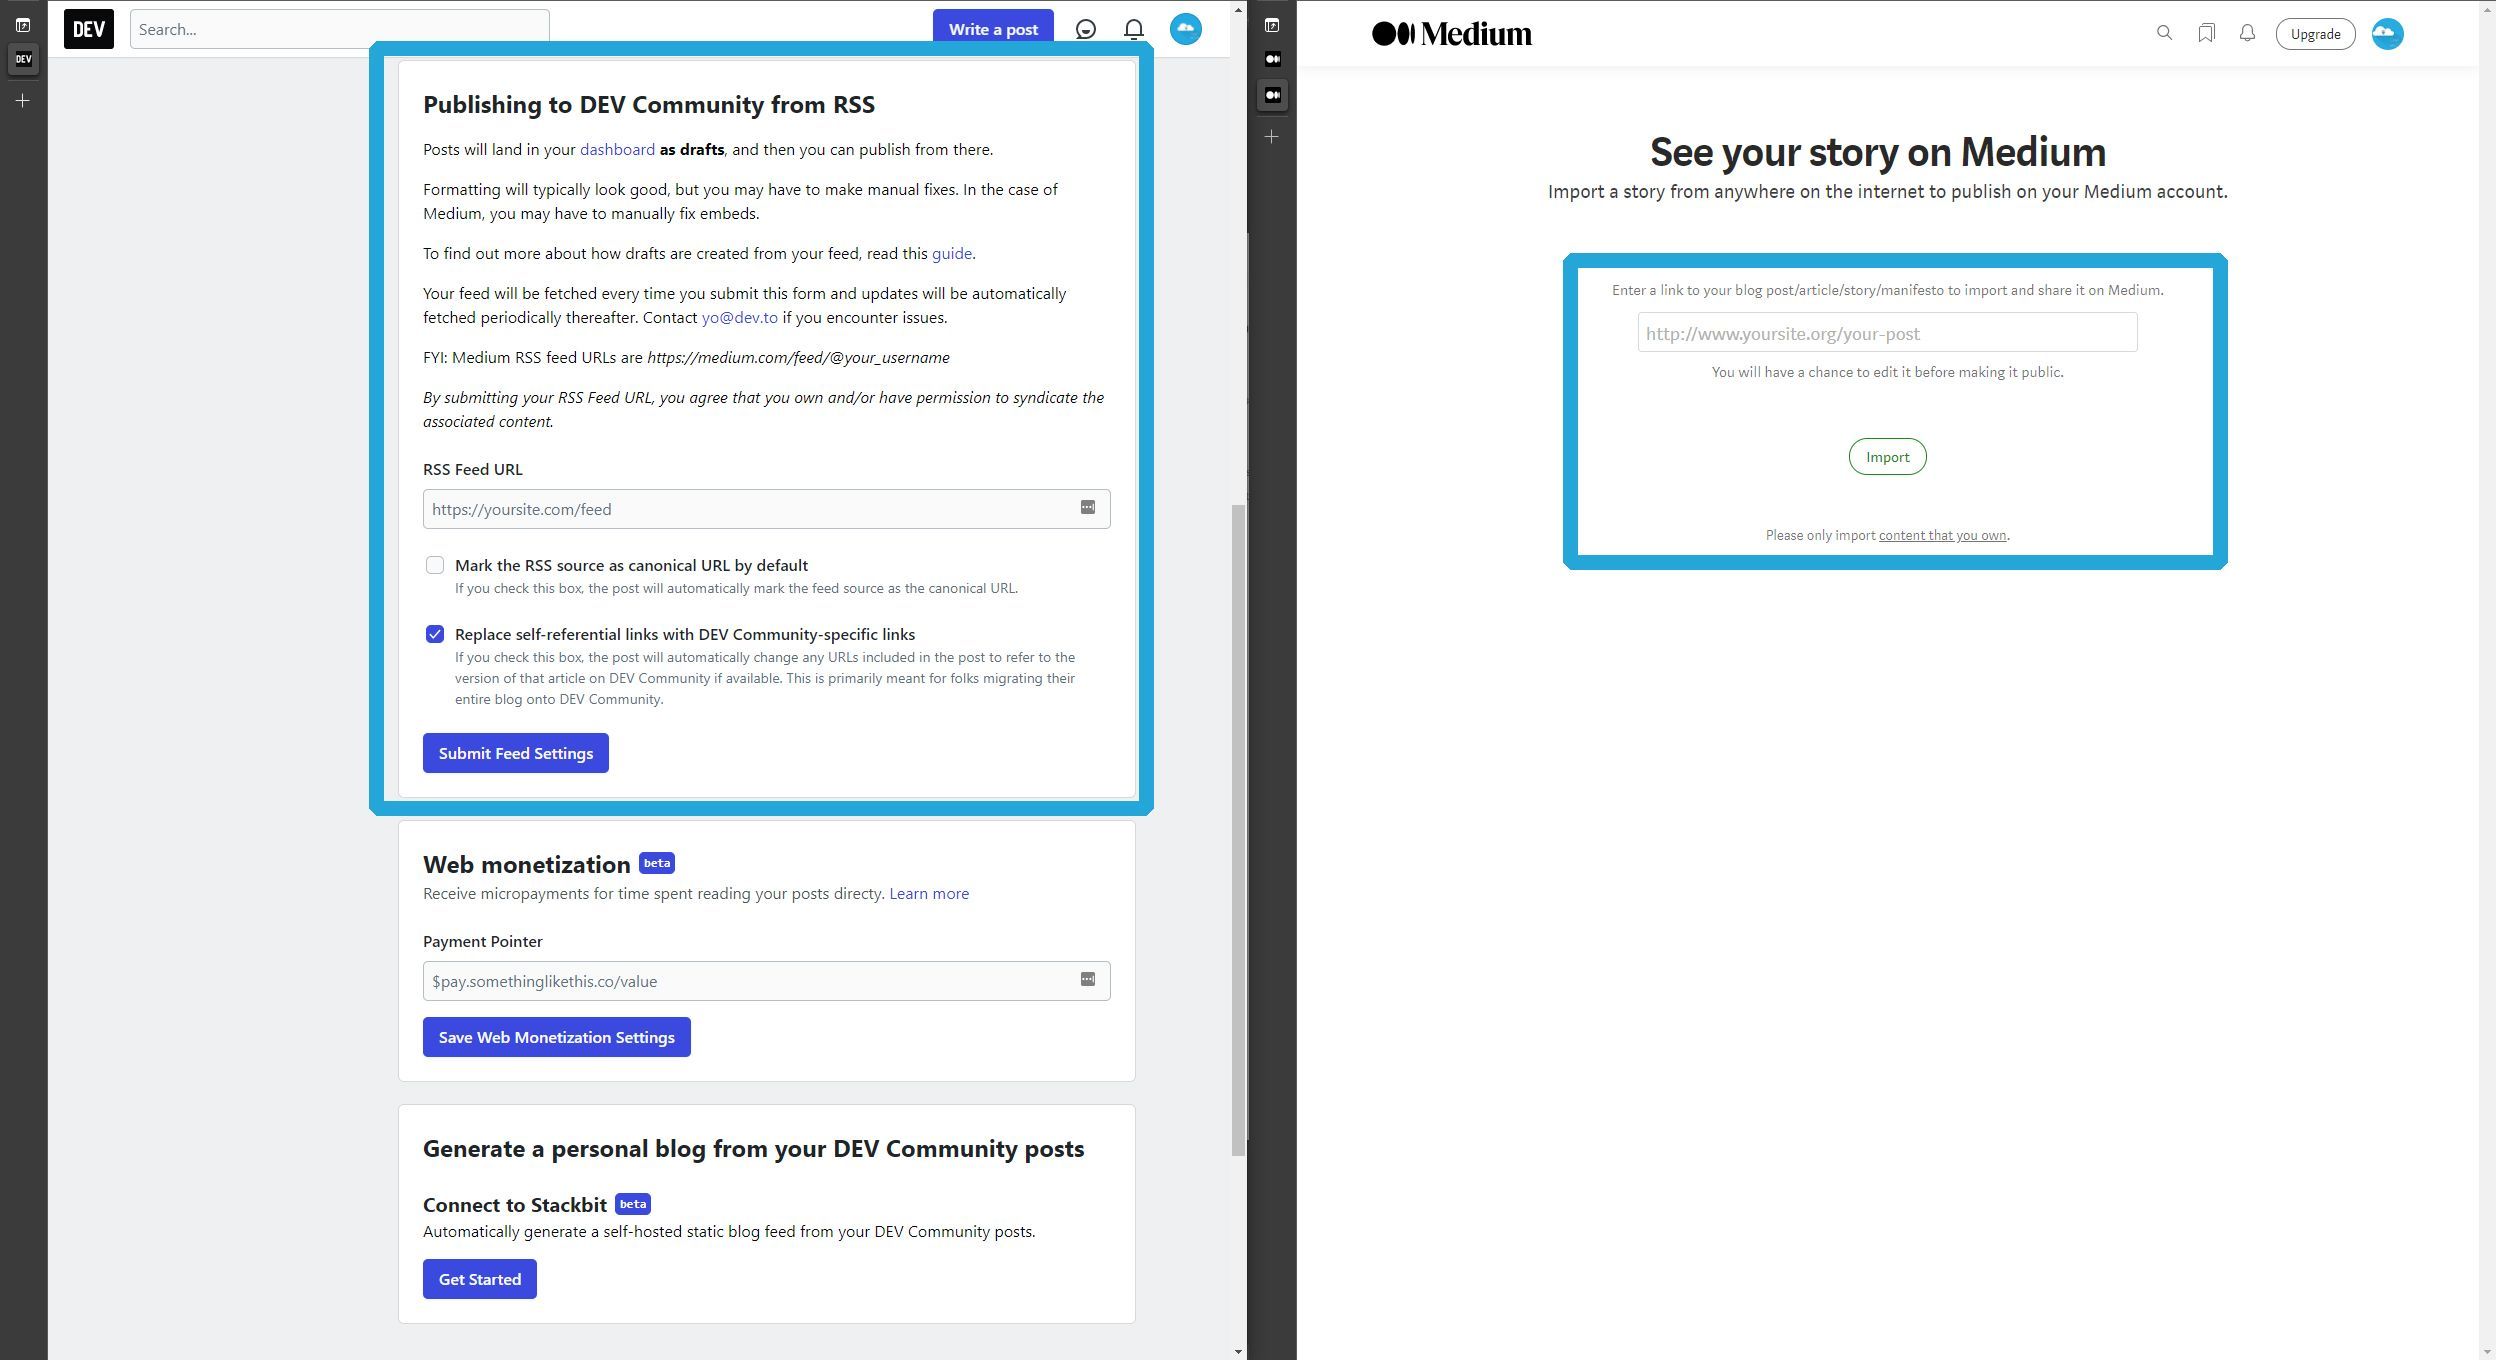 DEV
Search...
Write a post
DEV
Publishing to DEV Community from RSS
Posts will land in your dashboard as drafts, and then you can publish from there.
Formatting will typically look good, but you may have to make manual fixes. In the case of
Medium, you may have to manually fix embeds.
To find out more about how drafts are created from your feed, read this guide.
Your feed will be fetched every time you submit this form and updates will be automatically
fetched periodically thereafter. Contact yo@dev.to if you encounter issues.
FYI: Medium RSS feed URLs are https://medium.com/feed/@your_username
By submitting your RSS Feed URL, you agree that you own and/or have permission to syndicate the
associated content.
RSS Feed URL
https://yoursite.com/feed
Mark the RSS source as canonical URL by default
If you check this box, the post will automatically mark the feed source as the canonical URL.
Replace self-referential links with DEV Community-specific links
If you check this box, the post will automatically change any URLs included in the post to refer to the
version of that article on DEV Community if available. This is primarily meant for folks migrating their
entire blog onto DEV Community.
Submit Feed Settings
Web monetization beta
Receive micropayments for time spent reading your posts directy. Learn more
Payment Pointer
$pay.somethinglikethis.co/value
Save Web Monetization Settings
Generate a personal blog from your DEV Community posts
Connect to Stackbit beta
Automatically generate a self-hosted static blog feed from your DEV Community posts.
Get Started
Medium
Upgrade
See your story on Medium
Import a story from anywhere on the internet to publish on your Medium account.
Enter a link to your blog post/article/story/manifesto to import and share it on Medium.
http://www.yoursite.org/your-post
You will have a chance to edit it before making it public.
Import
Please only import content that you own.